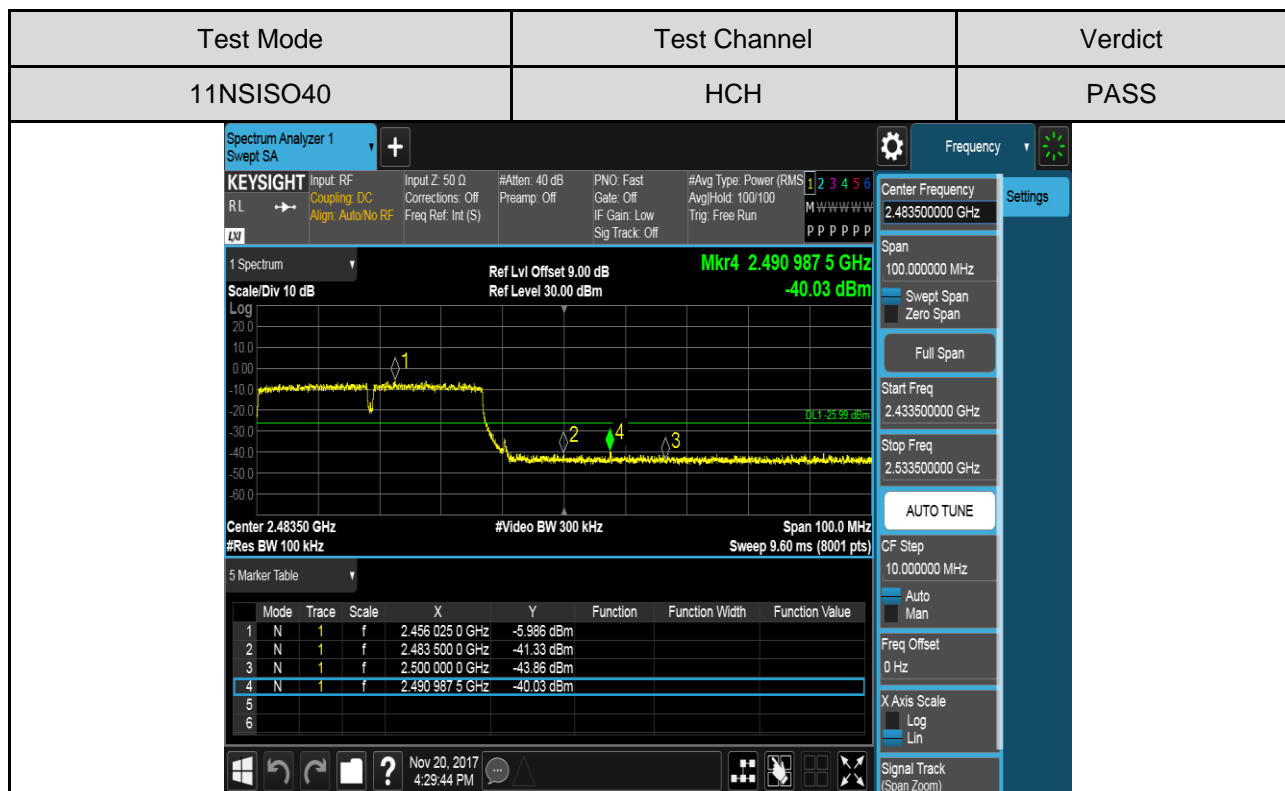 Test Mode Test Channel Verdict
11NSISO40 HCH PASS
Spectrum Analyzer 1
Swept SA
+
Frequency
KEYSIGHT Input: RF Input Z: 50 Ω #Atten: 40 dB PNO: Fast #Avg Type: Power (RMS 1 2 3 4 5 6
RL Coupling: DC Corrections: Off Preamp: Off Gate: Off Avg|Hold: 100/100 M W W W W W
Align: Auto/No RF Freq Ref: Int (S) IF Gain: Low Trig: Free Run
LXI Sig Track: Off P P P P P P
1 Spectrum
Ref Lvl Offset 9.00 dB
Mkr4 2.490 987 5 GHz
Scale/Div 10 dB Ref Level 30.00 dBm -40.03 dBm
Log
20.0
10.0
0.00
-10.0
-20.0
-30.0
-40.0
-50.0
-60.0
1
DL1 -25.99 dBm
2 4 3
Center 2.48350 GHz #Video BW 300 kHz Span 100.0 MHz
#Res BW 100 kHz Sweep 9.60 ms (8001 pts)
5 Marker Table
Mode Trace Scale X Y Function Function Width Function Value
1 N 1 f 2.456 025 0 GHz -5.986 dBm
2 N 1 f 2.483 500 0 GHz -41.33 dBm
3 N 1 f 2.500 000 0 GHz -43.86 dBm
4 N 1 f 2.490 987 5 GHz -40.03 dBm
5
6
?
Nov 20, 2017
4:29:44 PM
Center Frequency
2.483500000 GHz
Settings
Span
100.000000 MHz
Swept Span
Zero Span
Full Span
Start Freq
2.433500000 GHz
Stop Freq
2.533500000 GHz
AUTO TUNE
CF Step
10.000000 MHz
Auto
Man
Freq Offset
0 Hz
X Axis Scale
Log
Lin
Signal Track
(Span Zoom)